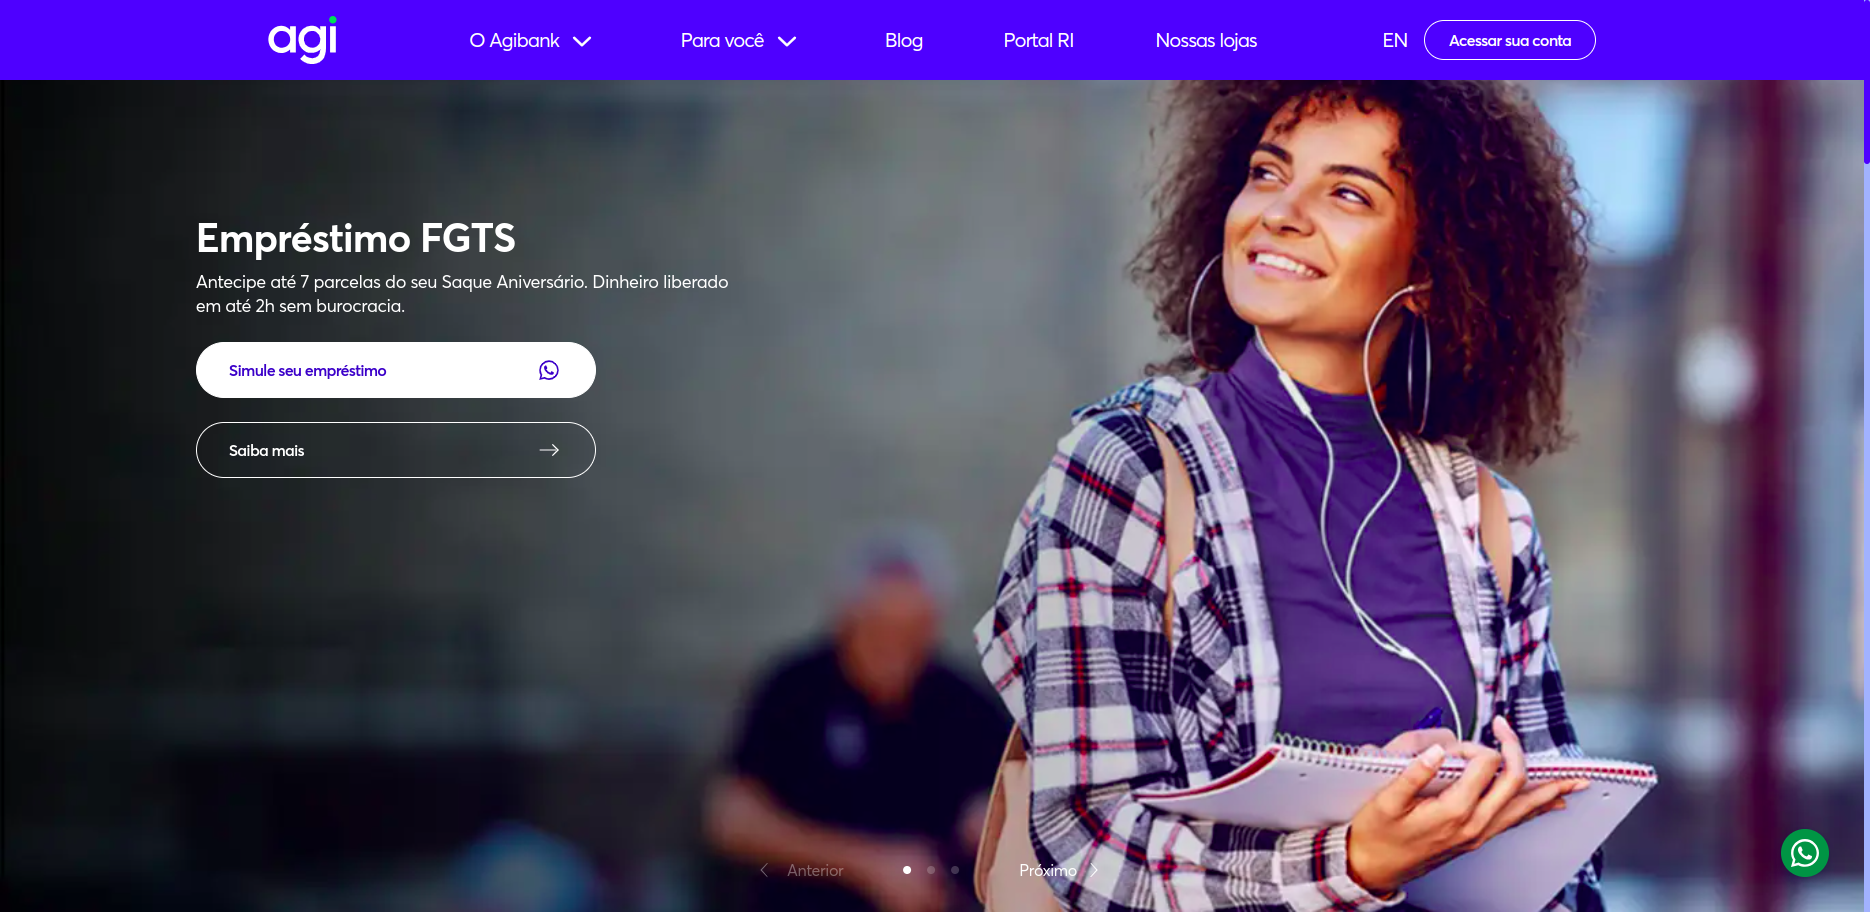 agi
O Agibank
Para você
Blog
Portal RI
Nossas lojas
EN
Acessar sua conta
Empréstimo FGTS
Antecipe até 7 parcelas do seu Saque Aniversário. Dinheiro liberado
em até 2h sem burocracia.
Simule seu empréstimo
Saiba mais
Anterior
Próximo